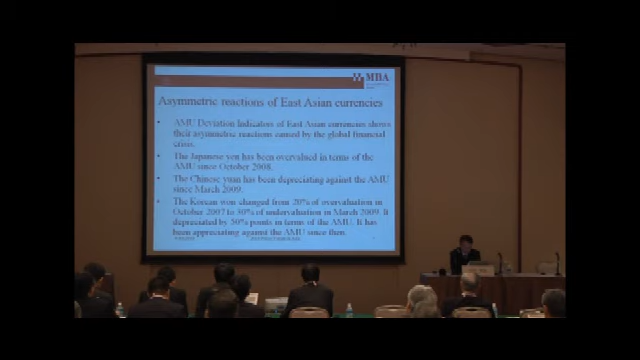 MBA
Asymmetric reactions of East Asian currencies
• AMU Deviation Indicators of East Asian currencies shows
their asymmetric reactions caused by the global financial
crisis.
• The Japanese yen has been overvalued in terms of the
AMU since October 2008.
• The Chinese yuan has been depreciating against the AMU
since March 2009.
• The Korean won changed from 20% of overvaluation in
October 2007 to 30% of undervaluation in March 2009. It
depreciated by 50% points in terms of the AMU. It has
been appreciating against the AMU since then.